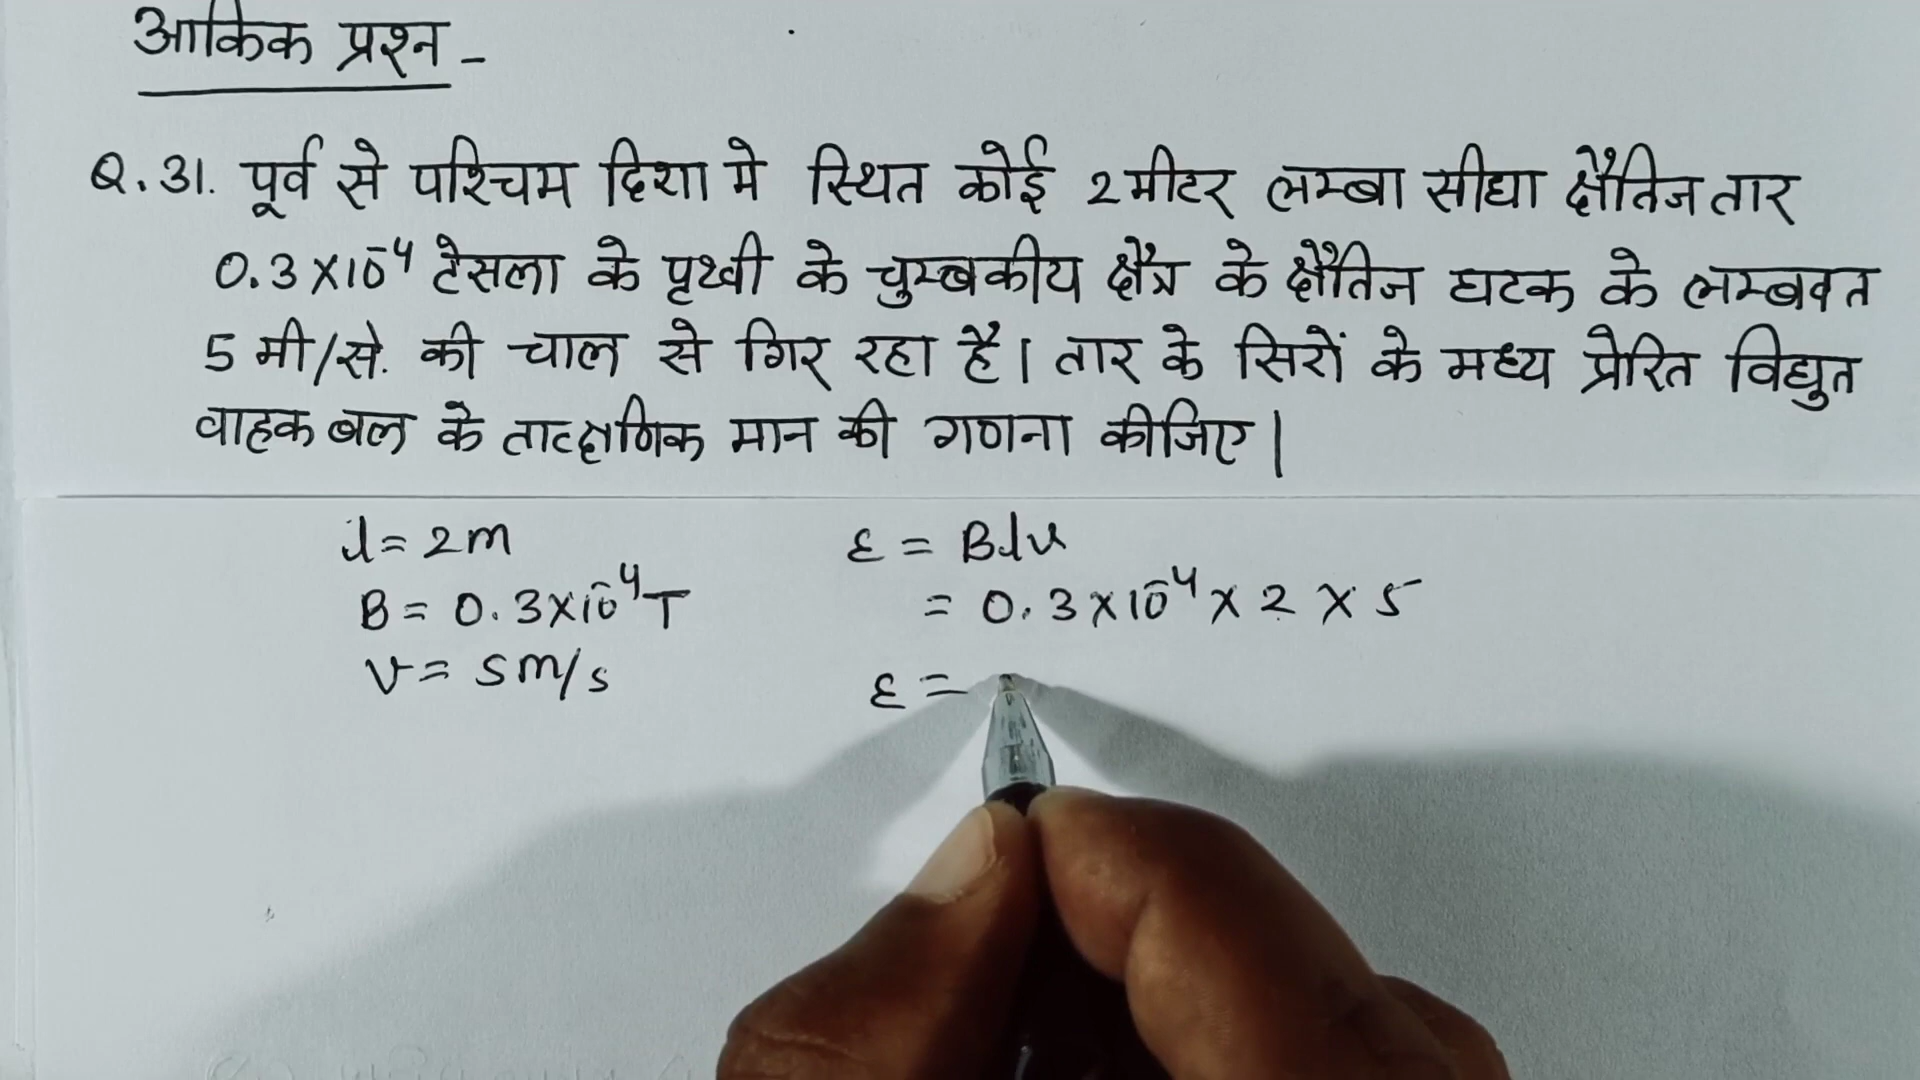 आंकिक प्रश्न -
Q.31. पूर्व से पश्चिम दिशा मे स्थित कोई 2 मीटर लम्बा सीधा क्षैतिज तार
0.3×10⁻⁴ टेसला के पृथ्वी के चुम्बकीय क्षैत्र के क्षैतिज घटक के लम्बवत
5 मी/से. की चाल से गिर रहा है। तार के सिरों के मध्य प्रेरित विद्युत
वाहक बल के तात्क्षणिक मान की गणना कीजिए।
l = 2m
B = 0.3×10⁻⁴T
v = 5m/s
ε = Blv
= 0.3×10⁻⁴ × 2 × 5
ε =